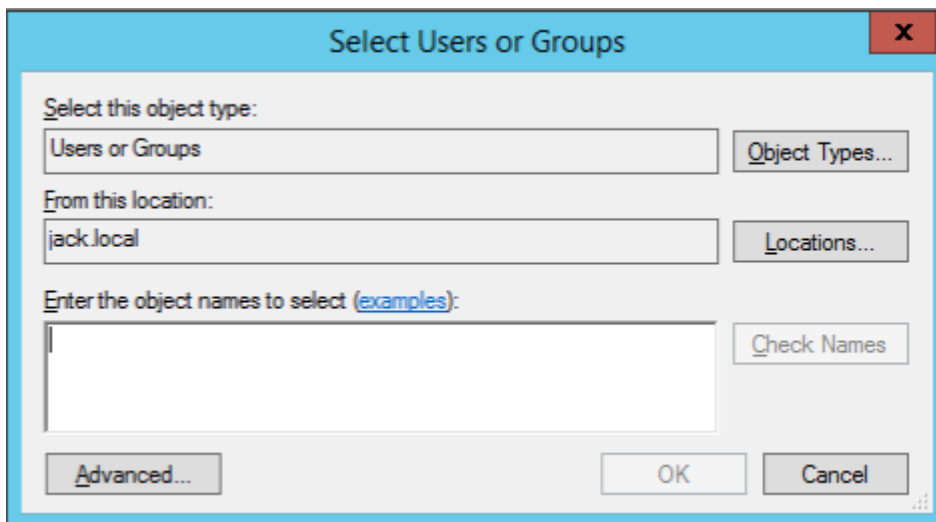 Select Users or Groups
x
Select this object type:
Users or Groups
Object Types...
From this location:
jack.local
Locations...
Enter the object names to select (examples):
Check Names
Advanced...
OK
Cancel